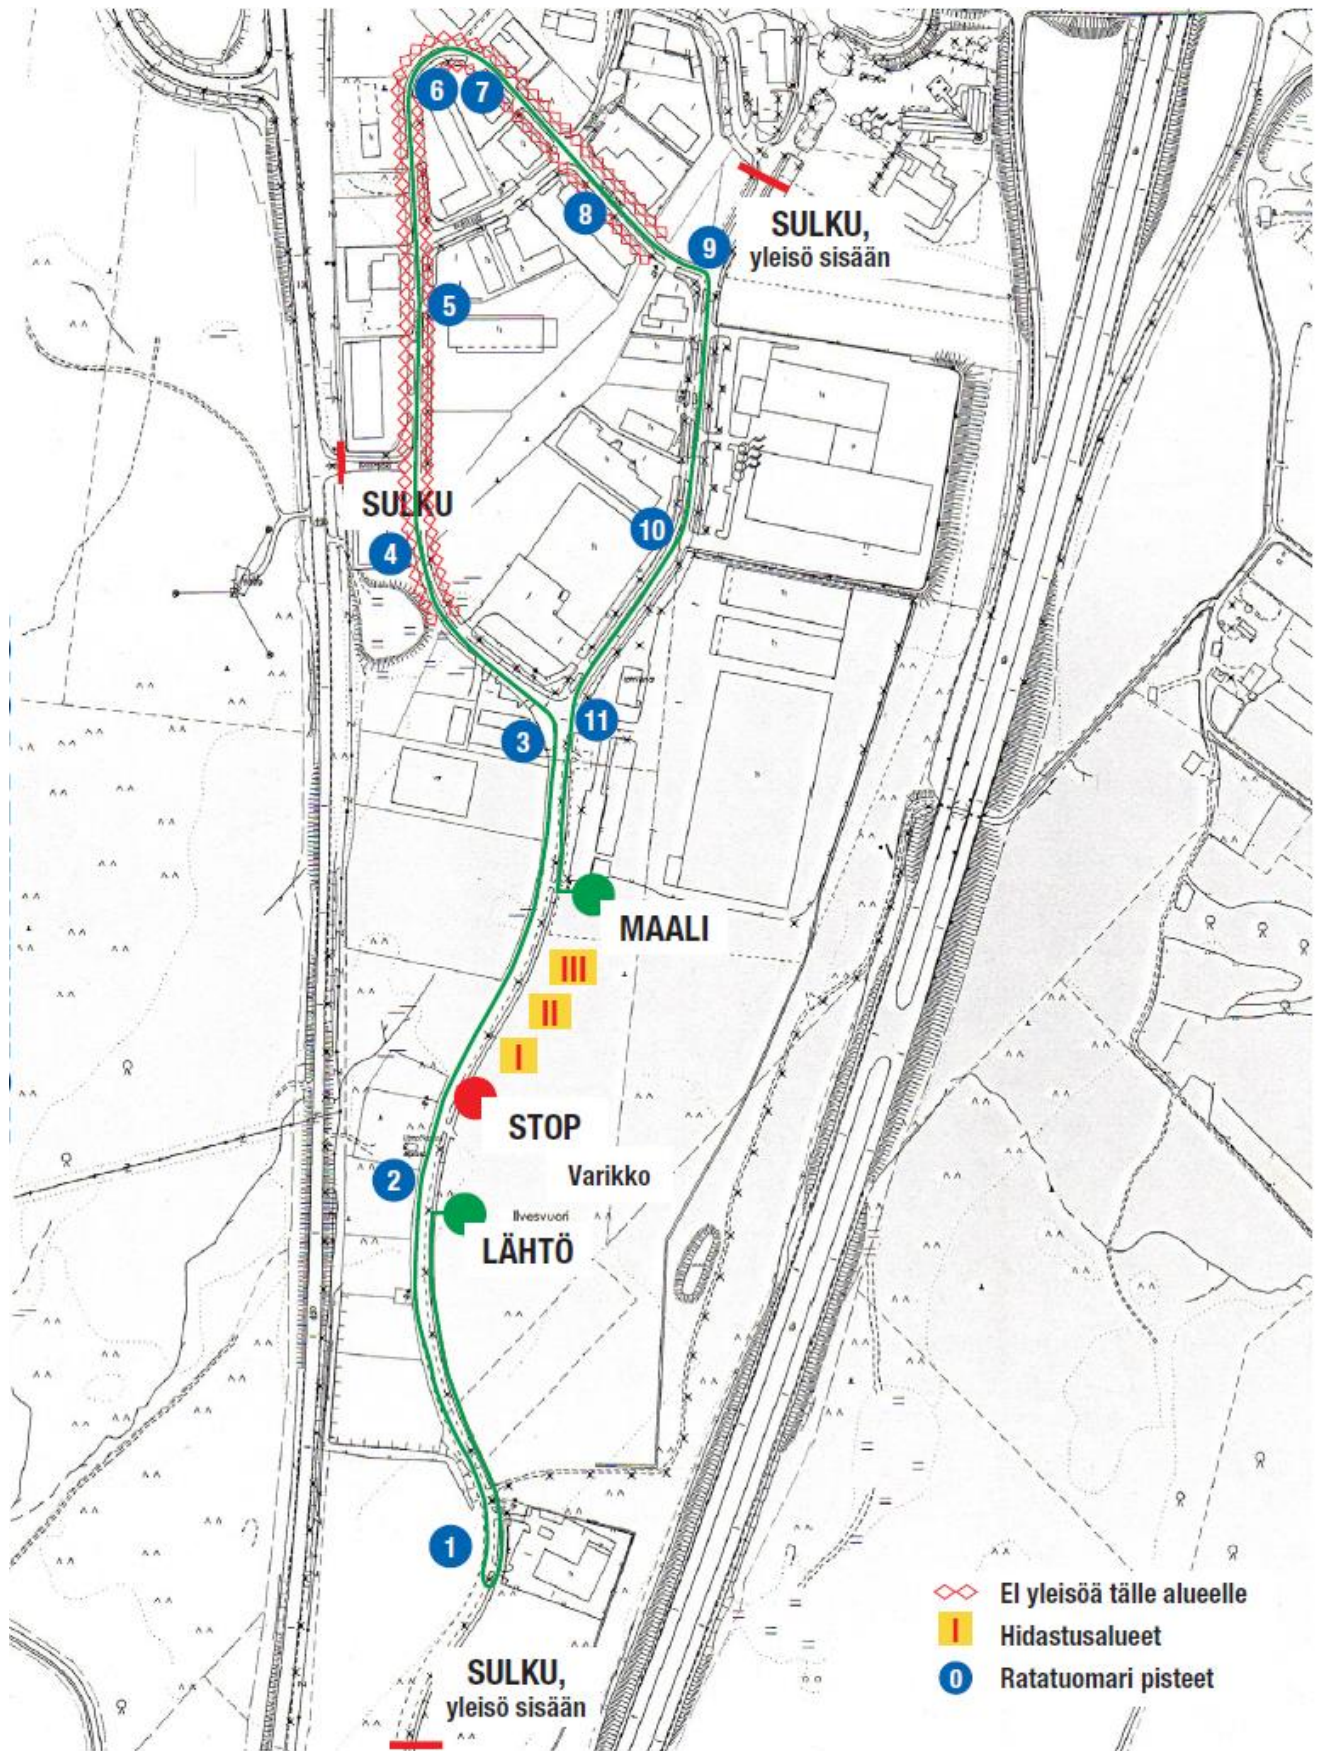 6
7
8
9
SULKU,
yleisö sisään
5
SULKU
4
10
11
3
MAALI
III
II
I
STOP
2
Varikko
Ilvesvuori
LÄHTÖ
1
Ei yleisöä tälle alueelle
I Hidastusalueet
0 Ratatuomari pisteet
SULKU,
yleisö sisään